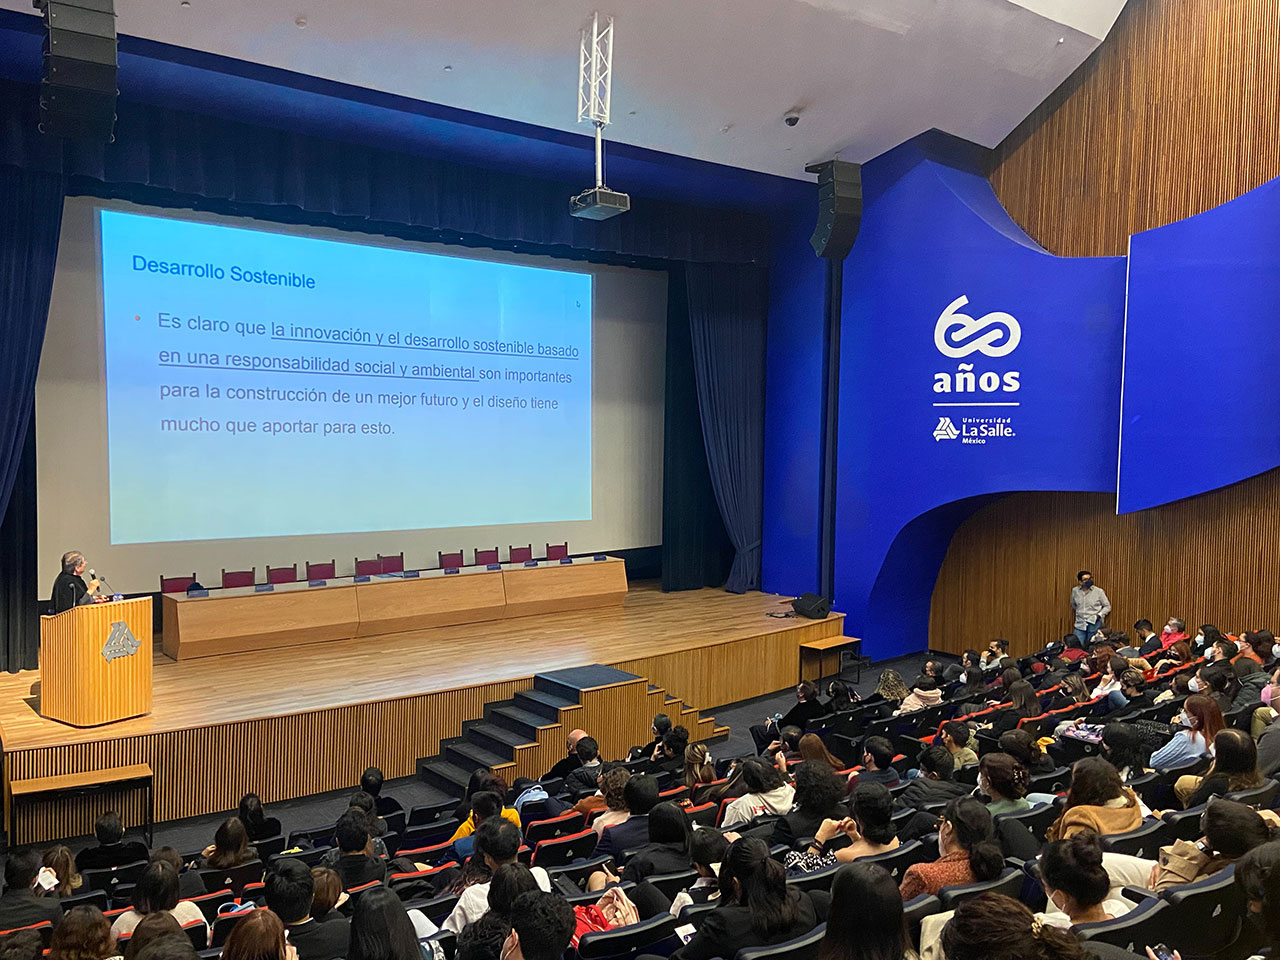 Desarrollo Sostenible
Es claro que la innovación y el desarrollo sostenible basado
en una responsabilidad social y ambiental son importantes
para la construcción de un mejor futuro y el diseño tiene
mucho que aportar para esto.
60
años
Universidad
La Salle®
México